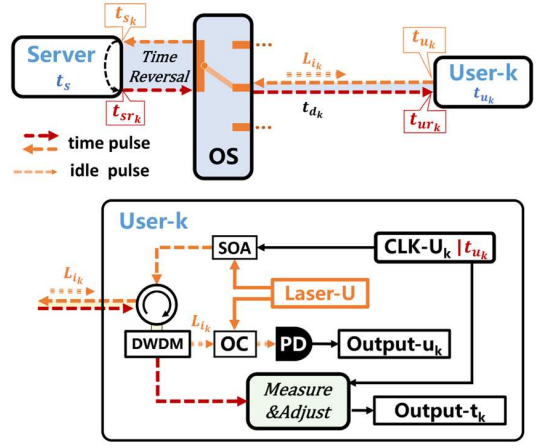 Server
t_s
t_{s_k}
t_{sr_k}
Time
Reversal
OS
L_{i_k}
t_{d_k}
t_{u_k}
User-k
t_{u_k}
t_{ur_k}
time pulse
idle pulse
User-k
SOA
CLK-U_k | t_{u_k}
L_{i_k}
Laser-U
L_{i_k}
DWDM
OC
PD
Output-u_k
Measure
&Adjust
Output-t_k